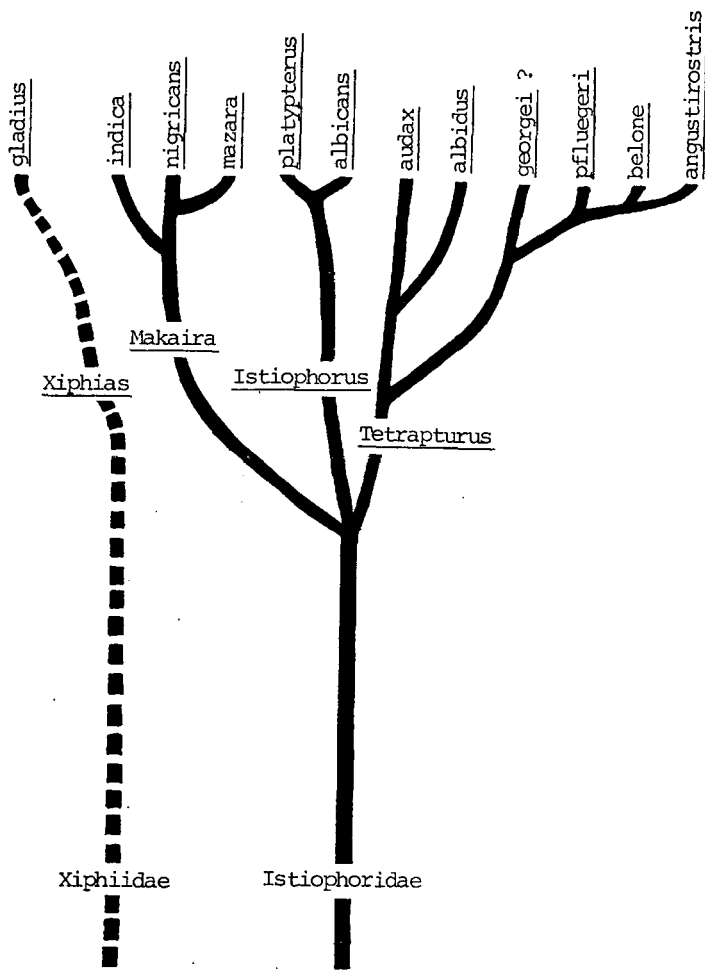 gladius
indica
nigricans
mazara
platypterus
albicans
audax
albidus
georgei ?
pfluegeri
belone
angustirostris
Makaira
Xiphias
Istiophorus
Tetrapturus
Xiphiidae
Istiophoridae